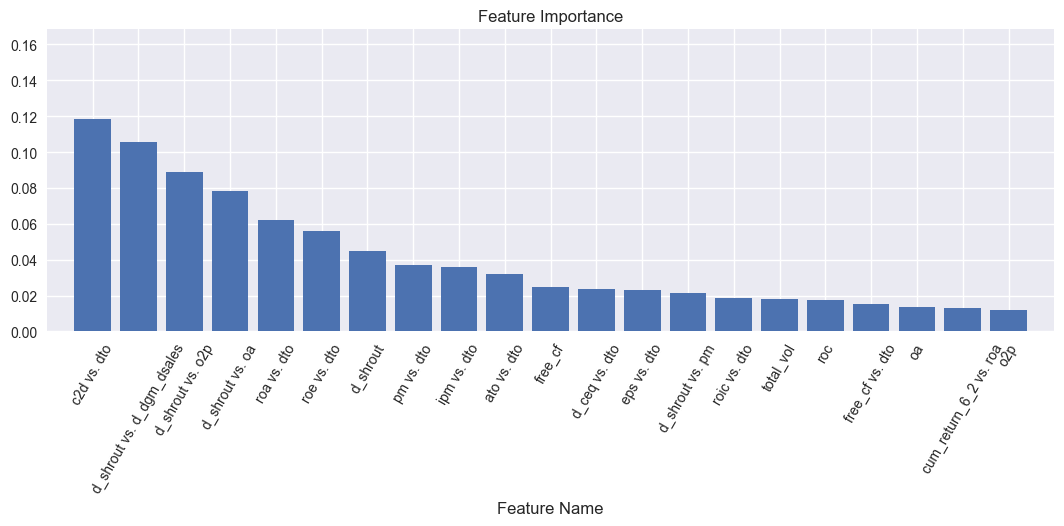 Feature Importance
0.16
0.14
0.12
0.10
0.08
0.06
0.04
0.02
0.00
c2d vs. dto
d_shrout vs. d_dgm_dsales
d_shrout vs. o2p
d_shrout vs. oa
roa vs. dto
roe vs. dto
d_shrout
pm vs. dto
ipm vs. dto
ato vs. dto
free_cf
d_ceq vs. dto
eps vs. dto
d_shrout vs. pm
roic vs. dto
total_vol
roc
free_cf vs. dto
oa
cum_return_6_2 vs. roa
o2p
Feature Name